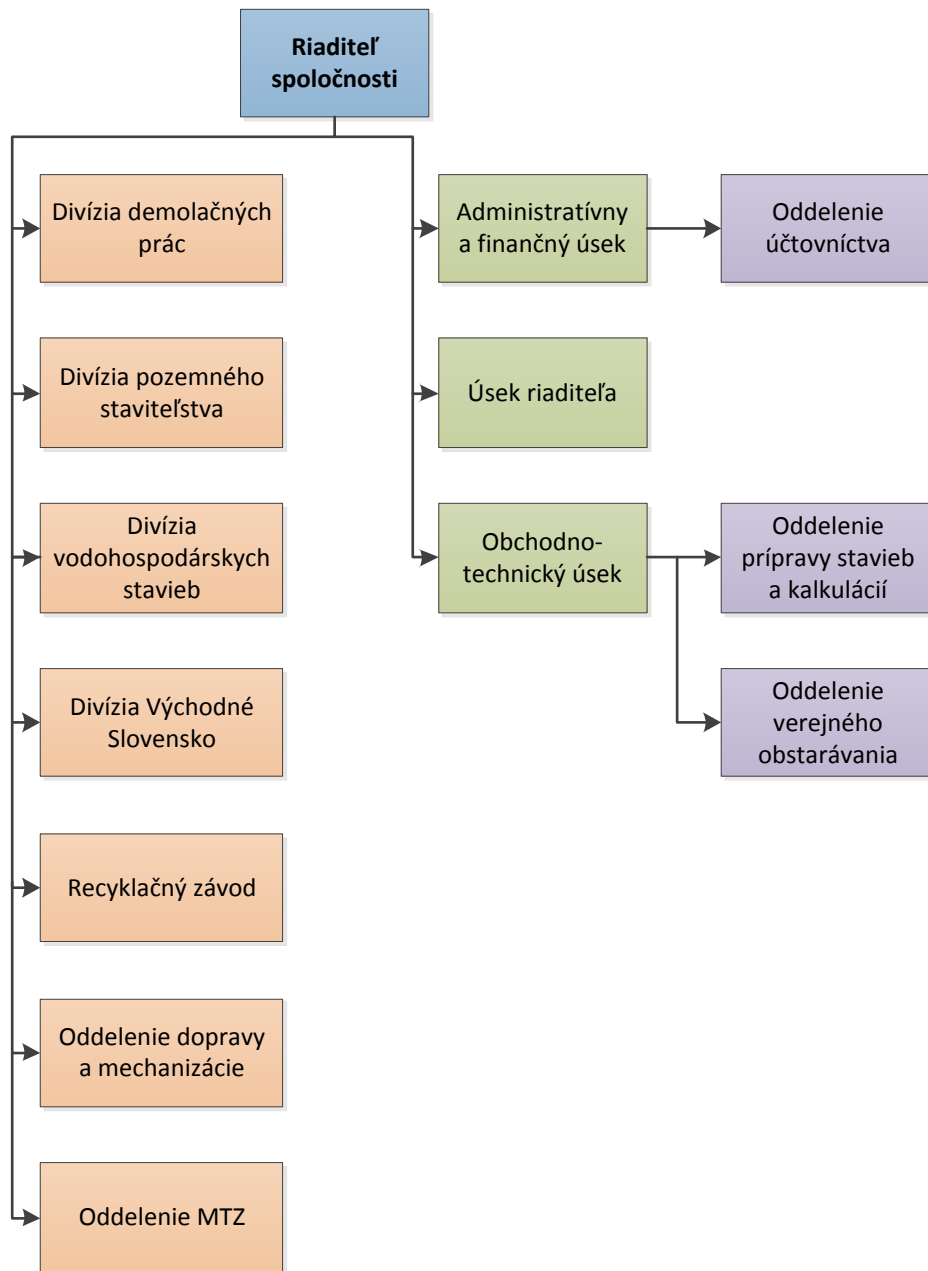 Riaditeľ
spoločnosti
Divízia demolačných
prác
Administratívny
a finančný úsek
Oddelenie
účtovníctva
Divízia pozemného
staviteľstva
Úsek riaditeľa
Divízia
vodohospodárskych
stavieb
Obchodno-
technický úsek
Oddelenie
prípravy stavieb
a kalkulácií
Divízia Východné
Slovensko
Oddelenie
verejného
obstarávania
Recyklačný závod
Oddelenie dopravy
a mechanizácie
Oddelenie MTZ